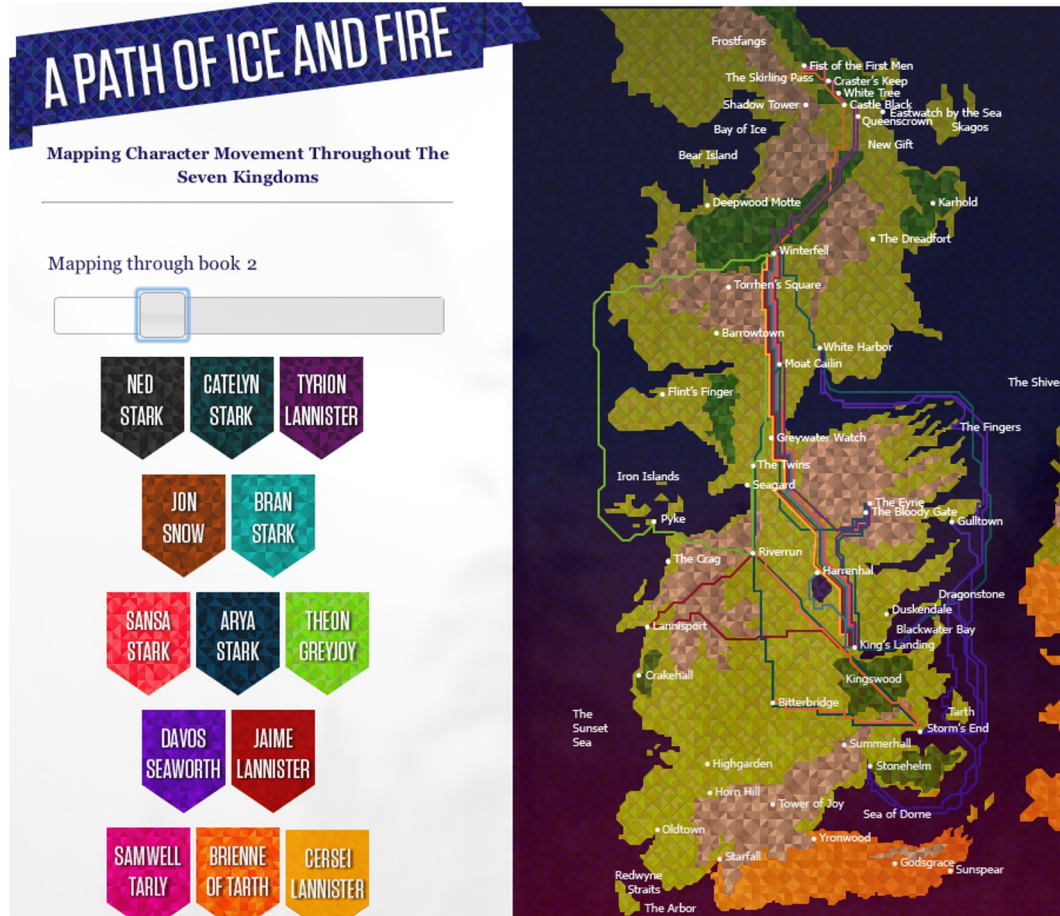 A PATH OF ICE AND FIRE
Mapping Character Movement Throughout The
Seven Kingdoms
Mapping through book 2
NED
STARK
CATELYN
STARK
TYRION
LANNISTER
JON
SNOW
BRAN
STARK
SANSA
STARK
ARYA
STARK
THEON
GREYJOY
DAVOS
SEAWORTH
JAIME
LANNISTER
SAMWELL
TARLY
BRIENNE
OF TARTH
CERSEI
LANNISTER
Frostfangs
Fist of the First Men
The Skirling Pass
Craster's Keep
White Tree
Shadow Tower
Castle Black
Eastwatch by the Sea
Queenscrown
Skagos
Bay of Ice
New Gift
Bear Island
Deepwood Motte
Karhold
The Dreadfort
Winterfell
Torrhen's Square
Barrowtown
White Harbor
Moat Cailin
The Shive
Flint's Finger
The Fingers
Greywater Watch
The Twins
Iron Islands
Seagard
The Eyrie
The Bloody Gate
Pyke
Gulltown
Riverrun
The Crag
Harrenhal
Dragonstone
Duskendale
Lannisport
Blackwater Bay
King's Landing
Crakehall
Kingswood
Bitterbridge
Tarth
The
Sunset
Sea
Storm's End
Summerhall
Highgarden
Stonehelm
Horn Hill
Tower of Joy
Sea of Dorne
Oldtown
Yronwood
Starfall
Godsgrace
Sunspear
Redwyne
Straits
The Arbor